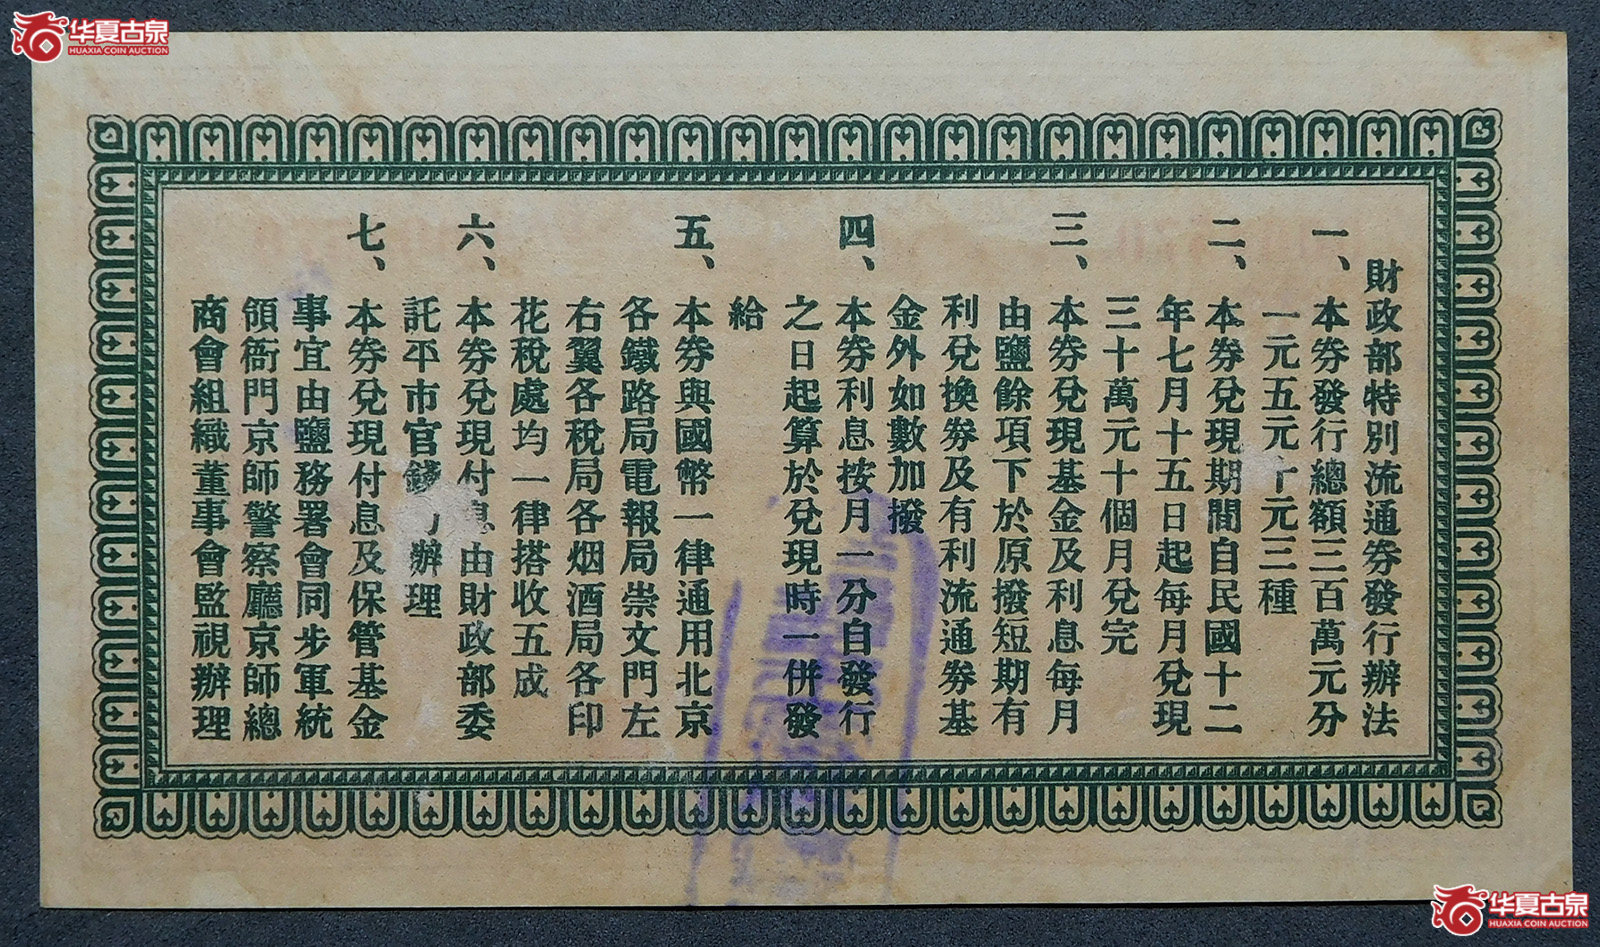 华夏古泉
HUAXIA COIN AUCTION
財政部特別流通券發行辦法
一、本券發行總額三百萬元分
一元五元十元三種
二、本券兌現期間自民國十二
年七月十五日起每月兌現
三十萬元十個月兌完
三、本券兌現基金及利息每月
由鹽餘項下於原撥短期有
利兌換券及有利流通券基
金外如數加撥
四、本券利息按月一分自發行
之日起算於兌現時一併發
給
五、本券與國幣一律通用北京
各鐵路局電報局崇文門左
右翼各稅局各烟酒局各印
花稅處均一律搭收五成
六、本券兌現付息由財政部委
託平市官錢辦理
七、本券兌現付息及保管基金
事宜由鹽務署會同步軍統
領衙門京師警察廳京師總
商會組織董事會監視辦理
华夏古泉
HUAXIA COIN AUCTION